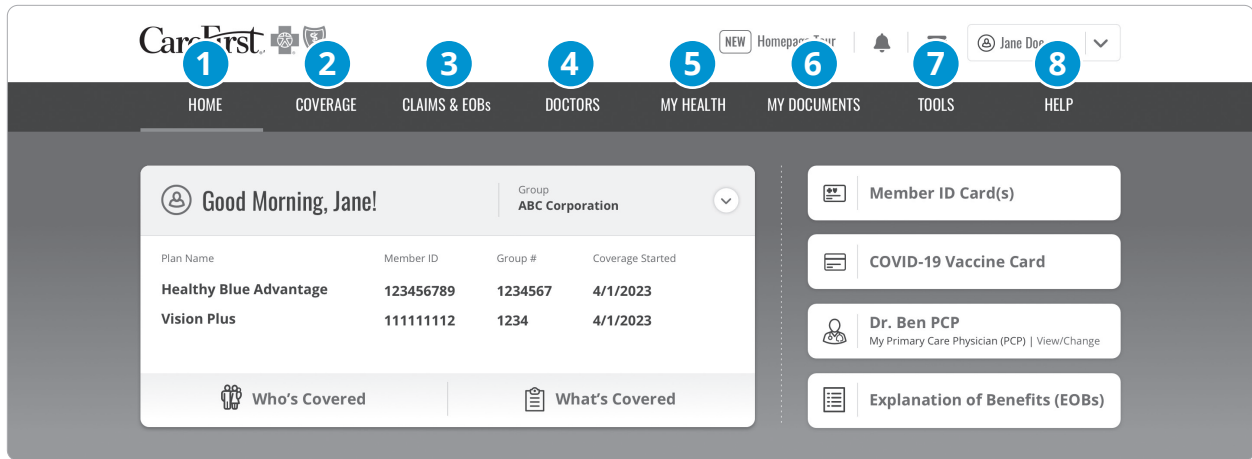 CareFirst
NEW Homepage Tour
Jane Doe
1 2 3 4 5 6 7 8
HOME COVERAGE CLAIMS & EOBs DOCTORS MY HEALTH MY DOCUMENTS TOOLS HELP
Good Morning, Jane!
Group
ABC Corporation
Plan Name Member ID Group # Coverage Started
Healthy Blue Advantage 123456789 1234567 4/1/2023
Vision Plus 111111112 1234 4/1/2023
Who's Covered What's Covered
Member ID Card(s)
COVID-19 Vaccine Card
Dr. Ben PCP
My Primary Care Physician (PCP) | View/Change
Explanation of Benefits (EOBs)